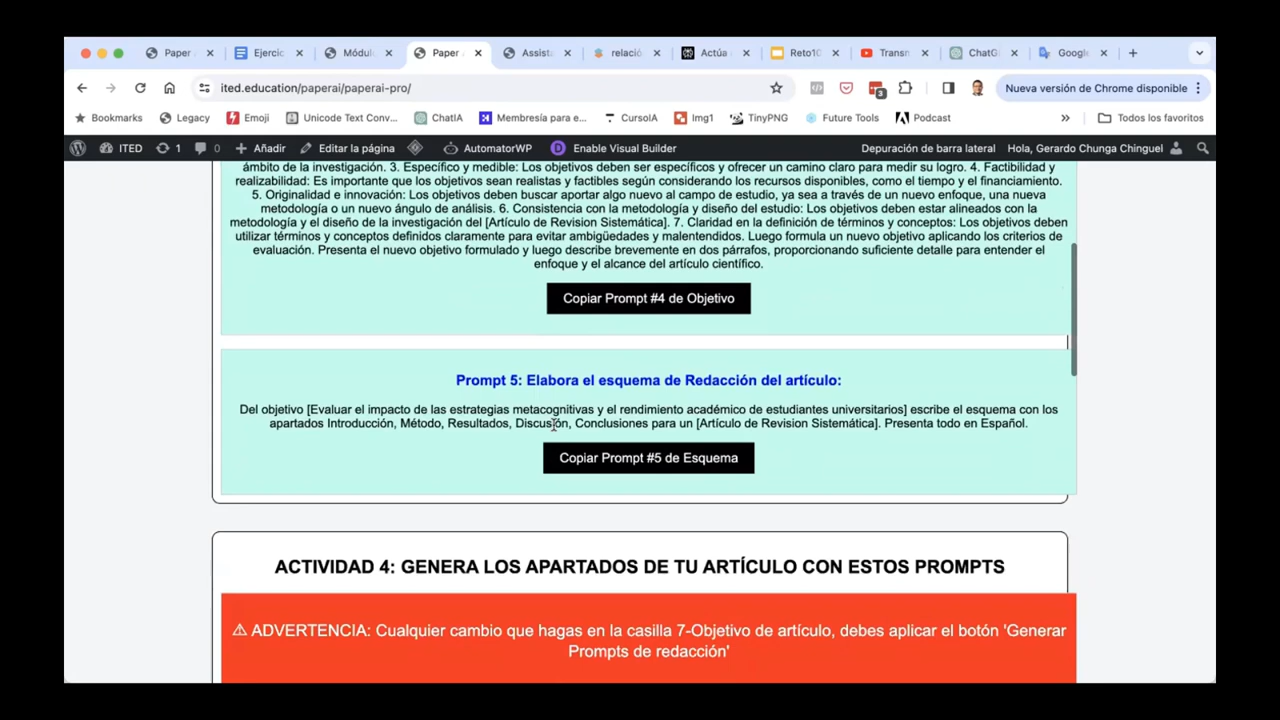 Paper
Ejercic
Módul
Paper
Assist
relació
Actúa
Reto10
Transn
ChatG
Google
ited.education/paperai/paperai-pro/
3
Nueva versión de Chrome disponible
Bookmarks
Legacy
Emoji
Unicode Text Conv...
ChatIA
Membresía para e...
CursoIA
Img1
TinyPNG
Future Tools
Podcast
»
Todos los favoritos
ITED
1
0
Añadir
Editar la página
AutomatorWP
D
Enable Visual Builder
Depuración de barra lateral
Hola, Gerardo Chunga Chinguel
ámbito de la investigación. 3. Específico y medible: Los objetivos deben ser específicos y ofrecer un camino claro para medir su logro. 4. Factibilidad y
realizabilidad: Es importante que los objetivos sean realistas y factibles según considerando los recursos disponibles, como el tiempo y el financiamiento.
5. Originalidad e innovación: Los objetivos deben buscar aportar algo nuevo al campo de estudio, ya sea a través de un nuevo enfoque, una nueva
metodología o un nuevo ángulo de análisis. 6. Consistencia con la metodología y diseño del estudio: Los objetivos deben estar alineados con la
metodología y el diseño de la investigación del [Artículo de Revision Sistemática]. 7. Claridad en la definición de términos y conceptos: Los objetivos deben
utilizar términos y conceptos definidos claramente para evitar ambigüedades y malentendidos. Luego formula un nuevo objetivo aplicando los criterios de
evaluación. Presenta el nuevo objetivo formulado y luego describe brevemente en dos párrafos, proporcionando suficiente detalle para entender el
enfoque y el alcance del artículo científico.
Copiar Prompt #4 de Objetivo
Prompt 5: Elabora el esquema de Redacción del artículo:
Del objetivo [Evaluar el impacto de las estrategias metacognitivas y el rendimiento académico de estudiantes universitarios] escribe el esquema con los
apartados Introducción, Método, Resultados, Discusión, Conclusiones para un [Artículo de Revision Sistemática]. Presenta todo en Español.
Copiar Prompt #5 de Esquema
ACTIVIDAD 4: GENERA LOS APARTADOS DE TU ARTÍCULO CON ESTOS PROMPTS
⚠ ADVERTENCIA: Cualquier cambio que hagas en la casilla 7-Objetivo de artículo, debes aplicar el botón 'Generar
Prompts de redacción'